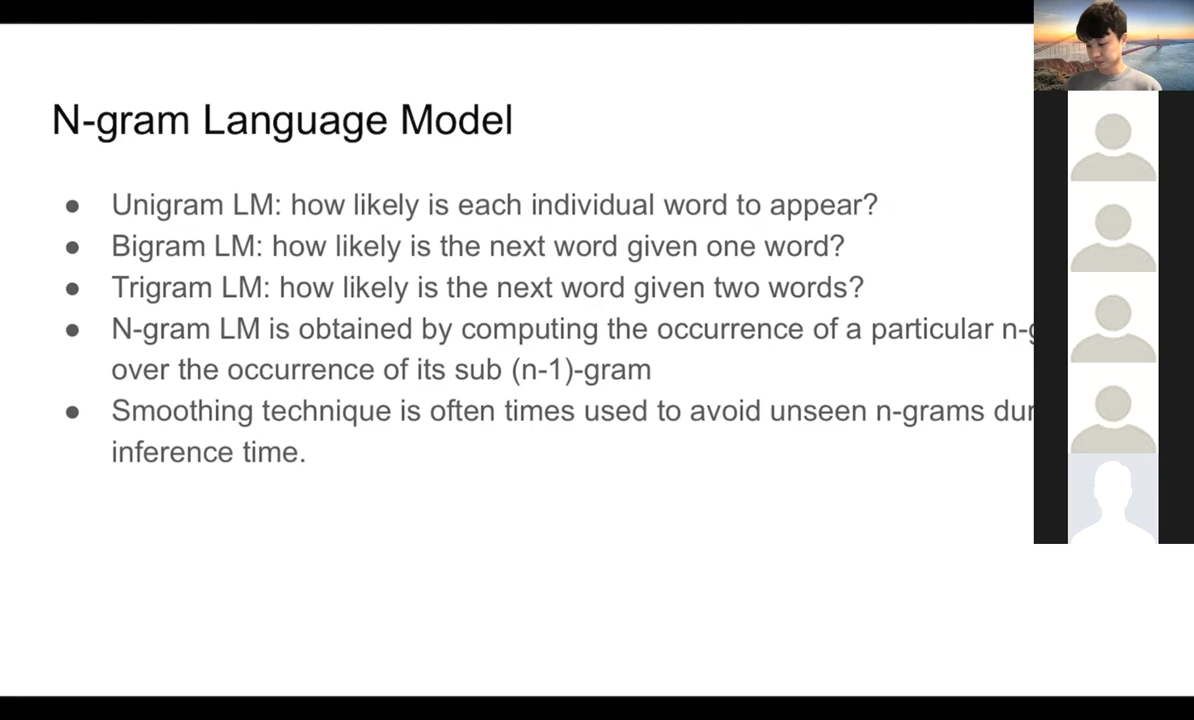 N-gram Language Model
● Unigram LM: how likely is each individual word to appear?
● Bigram LM: how likely is the next word given one word?
● Trigram LM: how likely is the next word given two words?
● N-gram LM is obtained by computing the occurrence of a particular
over the occurrence of its sub (n-1)-gram
● Smoothing technique is often times used to avoid unseen n-grams
inference time.